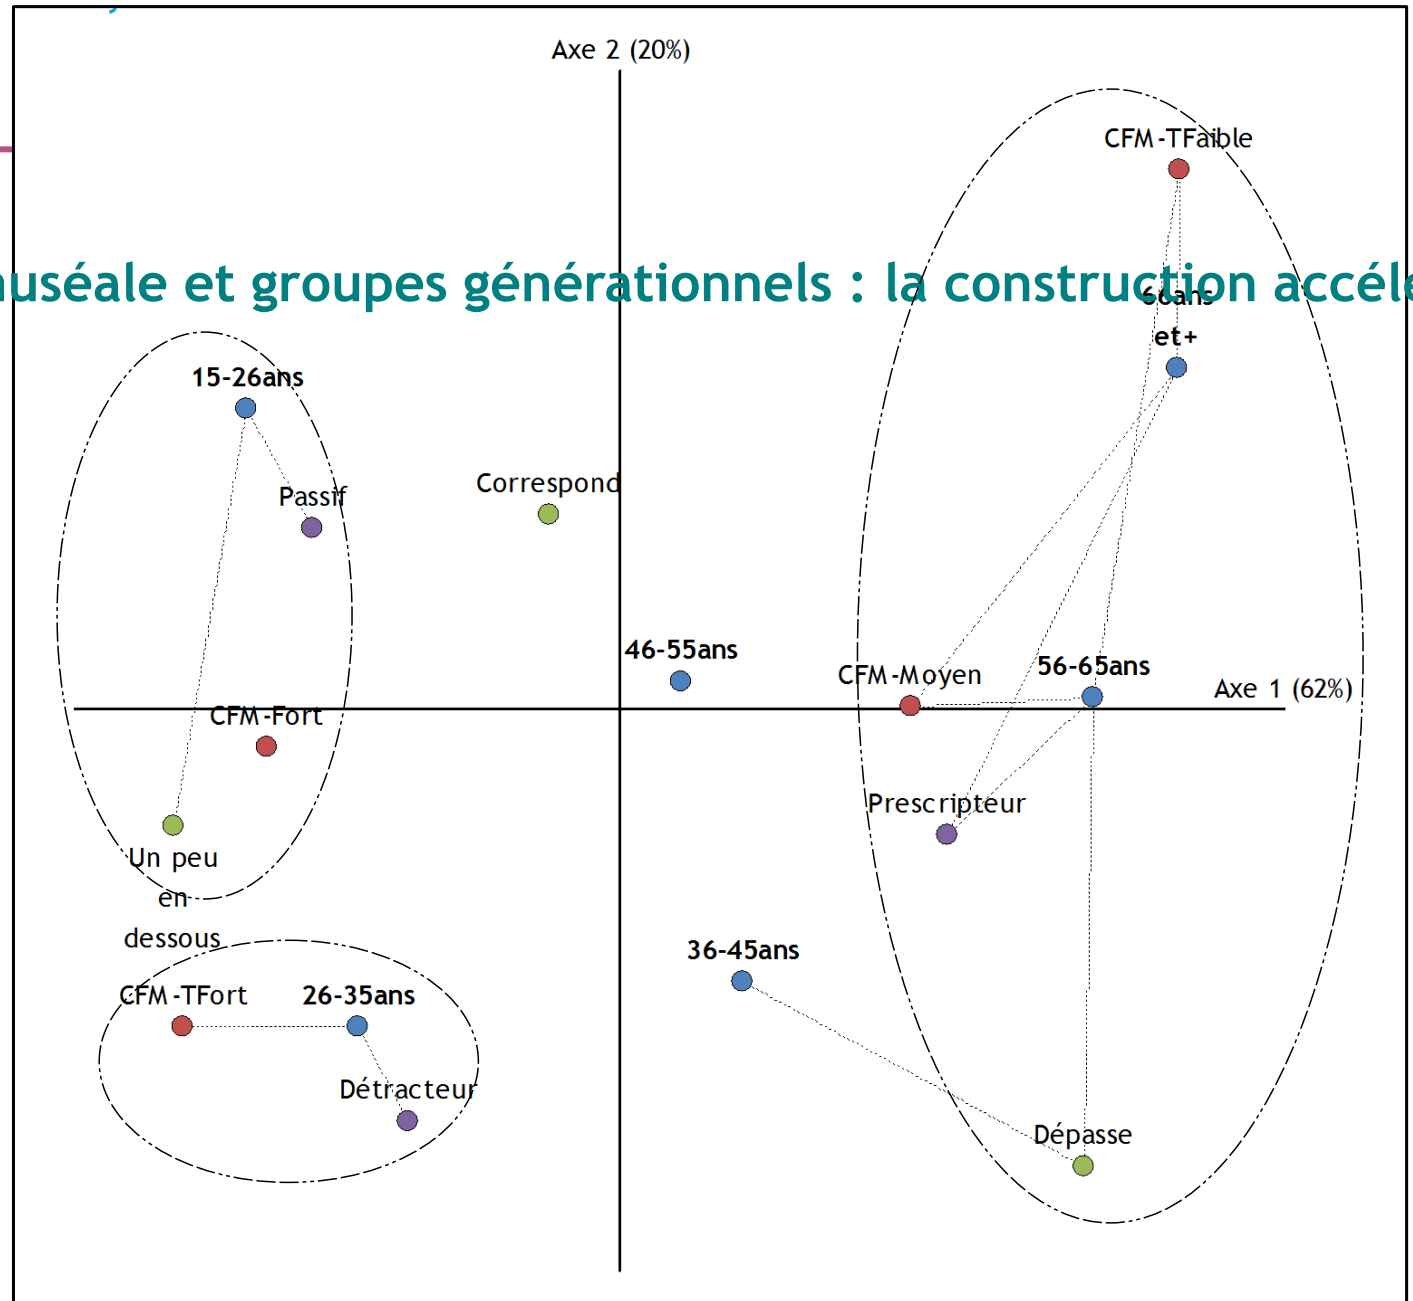 Axe 2 (20%)
CFM-TFaible
uséale et groupes générationnels : la construction accélé
66ans
et+
15-26ans
Passif
Correspond
46-55ans
CFM-Moyen
56-65ans
Axe 1 (62%)
CFM-Fort
Prescripteur
Un peu
en
dessous
36-45ans
CFM-TFort
26-35ans
Détracteur
Dépasse